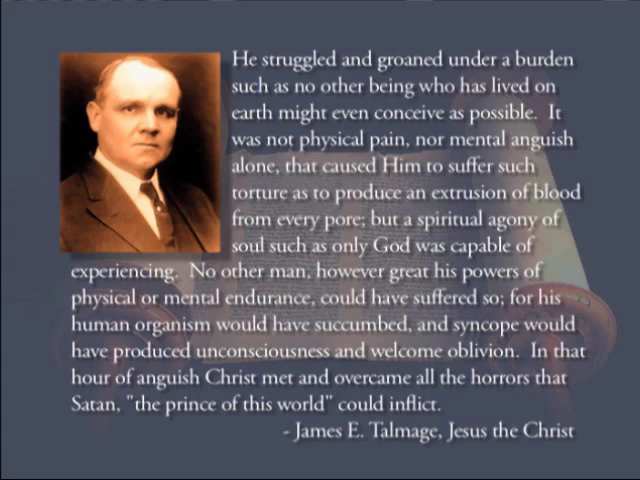 He struggled and groaned under a burden
such as no other being who has lived on
earth might even conceive as possible. It
was not physical pain, nor mental anguish
alone, that caused Him to suffer such
torture as to produce an extrusion of blood
from every pore; but a spiritual agony of
soul such as only God was capable of
experiencing. No other man, however great his powers of
physical or mental endurance, could have suffered so; for his
human organism would have succumbed, and syncope would
have produced unconsciousness and welcome oblivion. In that
hour of anguish Christ met and overcame all the horrors that
Satan, "the prince of this world" could inflict.
- James E. Talmage, Jesus the Christ